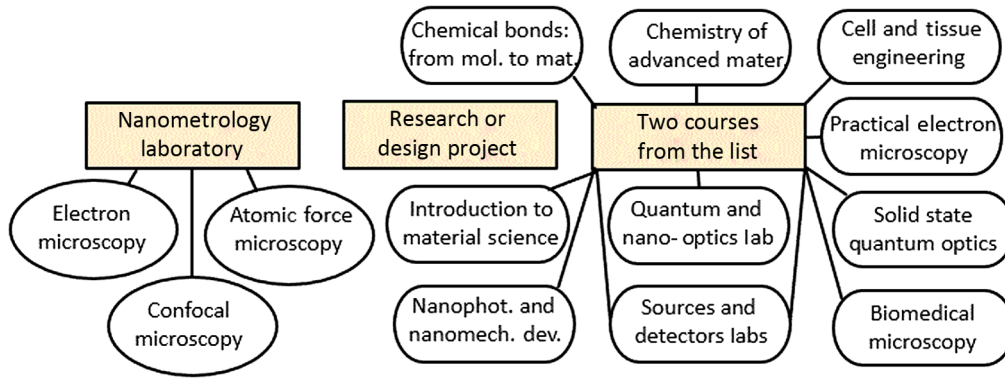 Chemical bonds:
from mol. to mat.
Chemistry of
advanced mater.
Cell and tissue
engineering
Nanometrology
laboratory
Research or
design project
Two courses
from the list
Practical electron
microscopy
Electron
microscopy
Atomic force
microscopy
Confocal
microscopy
Introduction to
material science
Quantum and
nano- optics lab
Solid state
quantum optics
Nanophot. and
nanomech. dev.
Sources and
detectors labs
Biomedical
microscopy